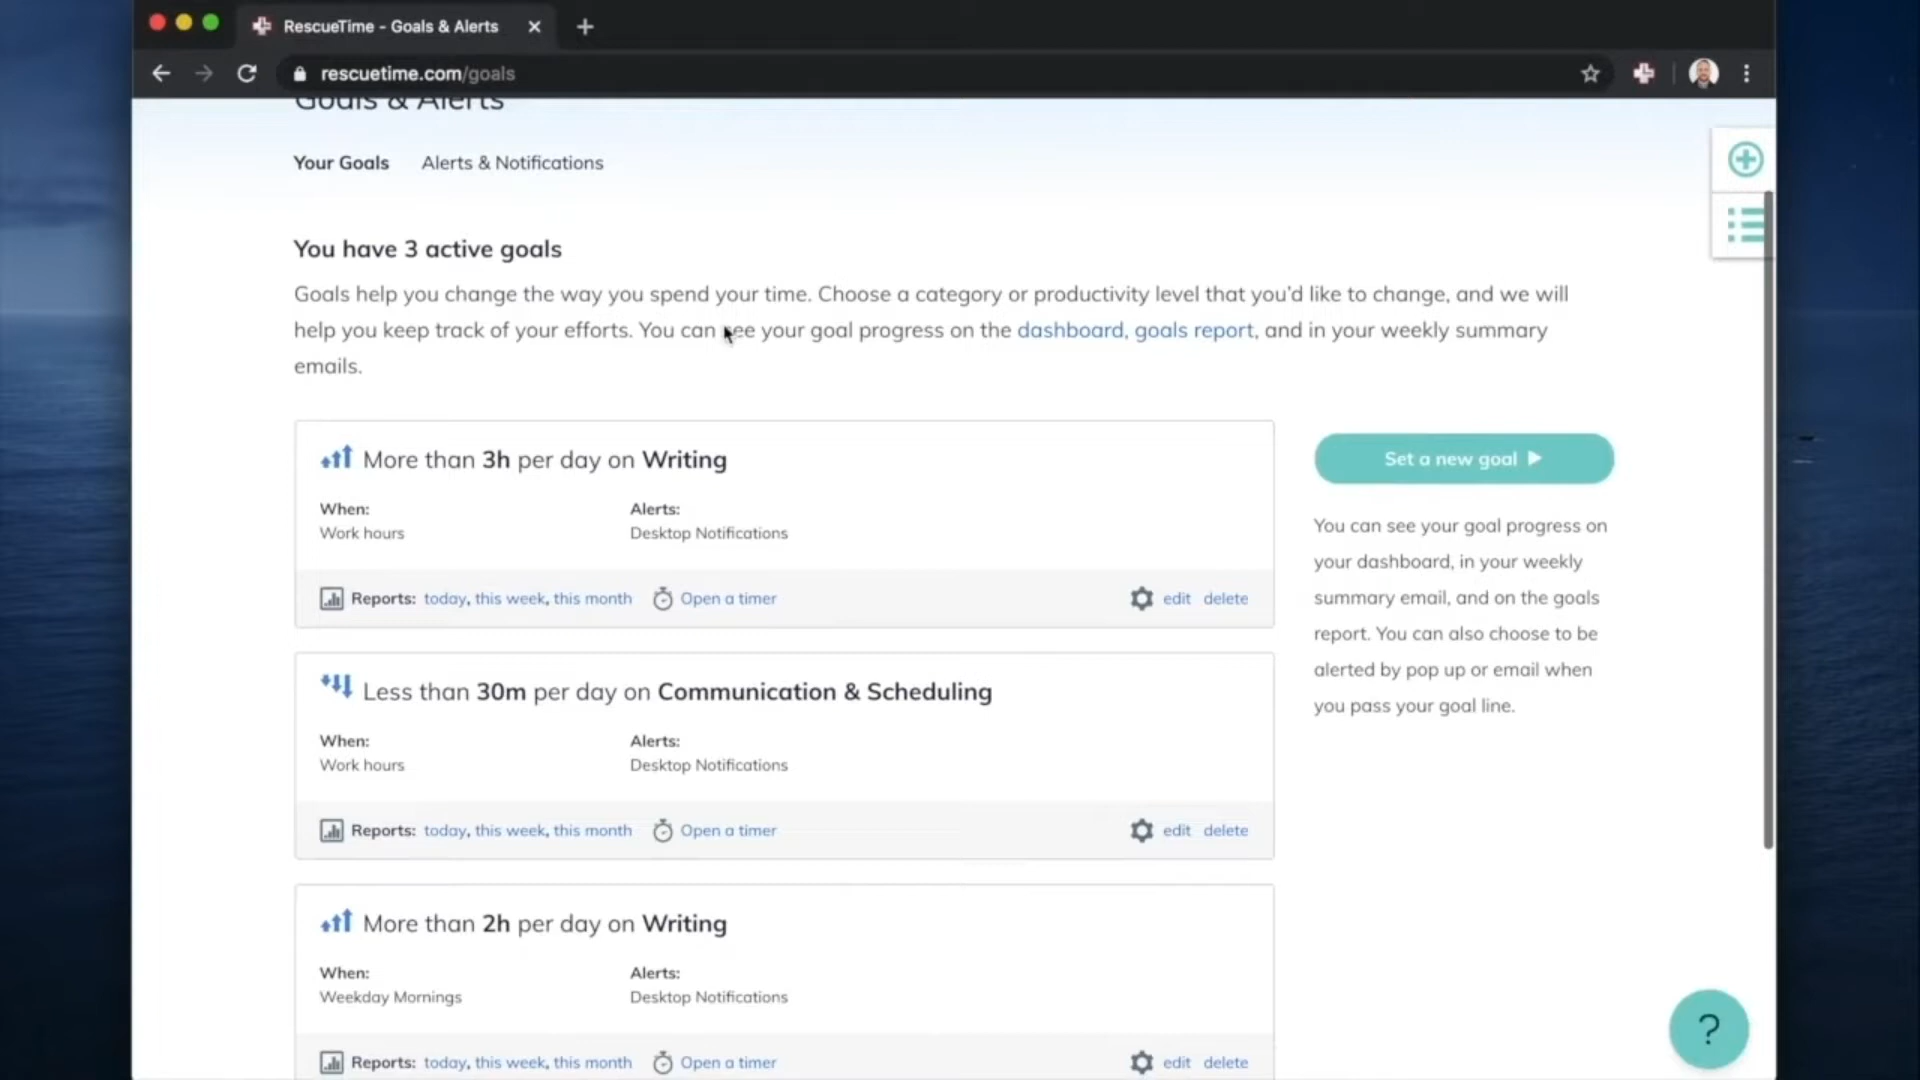 RescueTime - Goals & Alerts
rescuetime.com/goals
Goals & Alerts
Your Goals Alerts & Notifications
You have 3 active goals
Goals help you change the way you spend your time. Choose a category or productivity level that you'd like to change, and we will
help you keep track of your efforts. You can see your goal progress on the dashboard, goals report, and in your weekly summary
emails.
More than 3h per day on Writing
When: Alerts:
Work hours Desktop Notifications
Reports: today, this week, this month Open a timer edit delete
Set a new goal
You can see your goal progress on
your dashboard, in your weekly
summary email, and on the goals
report. You can also choose to be
alerted by pop up or email when
you pass your goal line.
Less than 30m per day on Communication & Scheduling
When: Alerts:
Work hours Desktop Notifications
Reports: today, this week, this month Open a timer edit delete
More than 2h per day on Writing
When: Alerts:
Weekday Mornings Desktop Notifications
Reports: today, this week, this month Open a timer edit delete
?